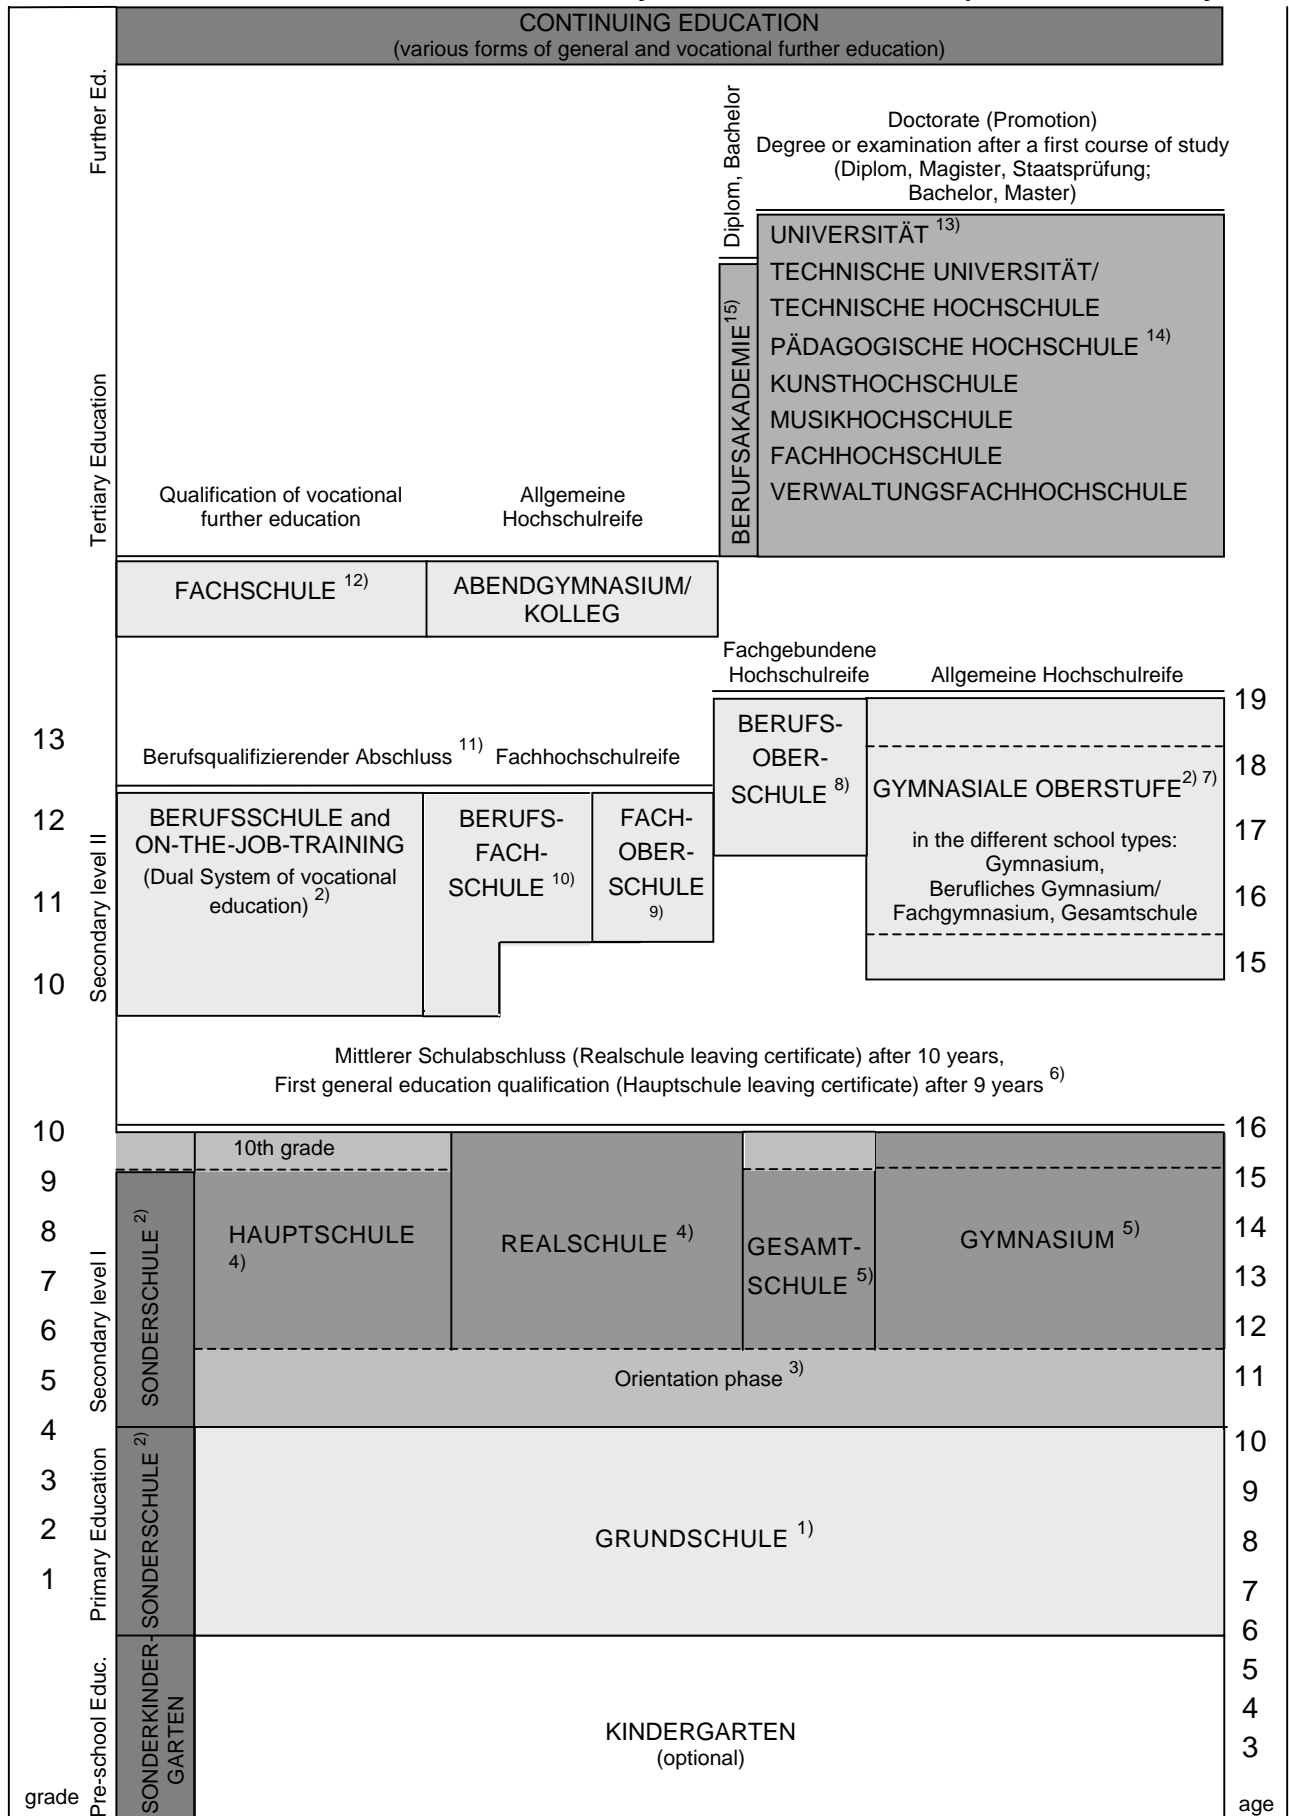 CONTINUING EDUCATION
(various forms of general and vocational further education)
Further Ed.
Diplom, Bachelor
Doctorate (Promotion)
Degree or examination after a first course of study
(Diplom, Magister, Staatsprüfung;
Bachelor, Master)
Tertiary Education
BERUFSAKADEMIE 15)
UNIVERSITÄT 13)
TECHNISCHE UNIVERSITÄT/
TECHNISCHE HOCHSCHULE
PÄDAGOGISCHE HOCHSCHULE 14)
KUNSTHOCHSCHULE
MUSIKHOCHSCHULE
FACHHOCHSCHULE
VERWALTUNGSFACHHOCHSCHULE
Qualification of vocational
further education
Allgemeine
Hochschulreife
FACHSCHULE 12)
ABENDGYMNASIUM/
KOLLEG
Fachgebundene
Hochschulreife
Allgemeine Hochschulreife
Berufsqualifizierender Abschluss 11)
Fachhochschulreife
13
12
11
10
Secondary level II
BERUFSSCHULE and
ON-THE-JOB-TRAINING
(Dual System of vocational
education) 2)
BERUFS-
FACH-
SCHULE 10)
FACH-
OBER-
SCHULE
9)
BERUFS-
OBER-
SCHULE 8)
GYMNASIALE OBERSTUFE 2) 7)
in the different school types:
Gymnasium,
Berufliches Gymnasium/
Fachgymnasium, Gesamtschule
19
18
17
16
15
Mittlerer Schulabschluss (Realschule leaving certificate) after 10 years,
First general education qualification (Hauptschule leaving certificate) after 9 years 6)
10
9
8
7
6
5
4
3
2
1
grade
Secondary level I
Primary Education
Pre-school Educ.
SONDERSCHULE 2)
10th grade
HAUPTSCHULE
4)
REALSCHULE 4)
GESAMT-
SCHULE 5)
GYMNASIUM 5)
Orientation phase 3)
SONDERSCHULE 2)
GRUNDSCHULE 1)
SONDERKINDER-
GARTEN
KINDERGARTEN
(optional)
16
15
14
13
12
11
10
9
8
7
6
5
4
3
age